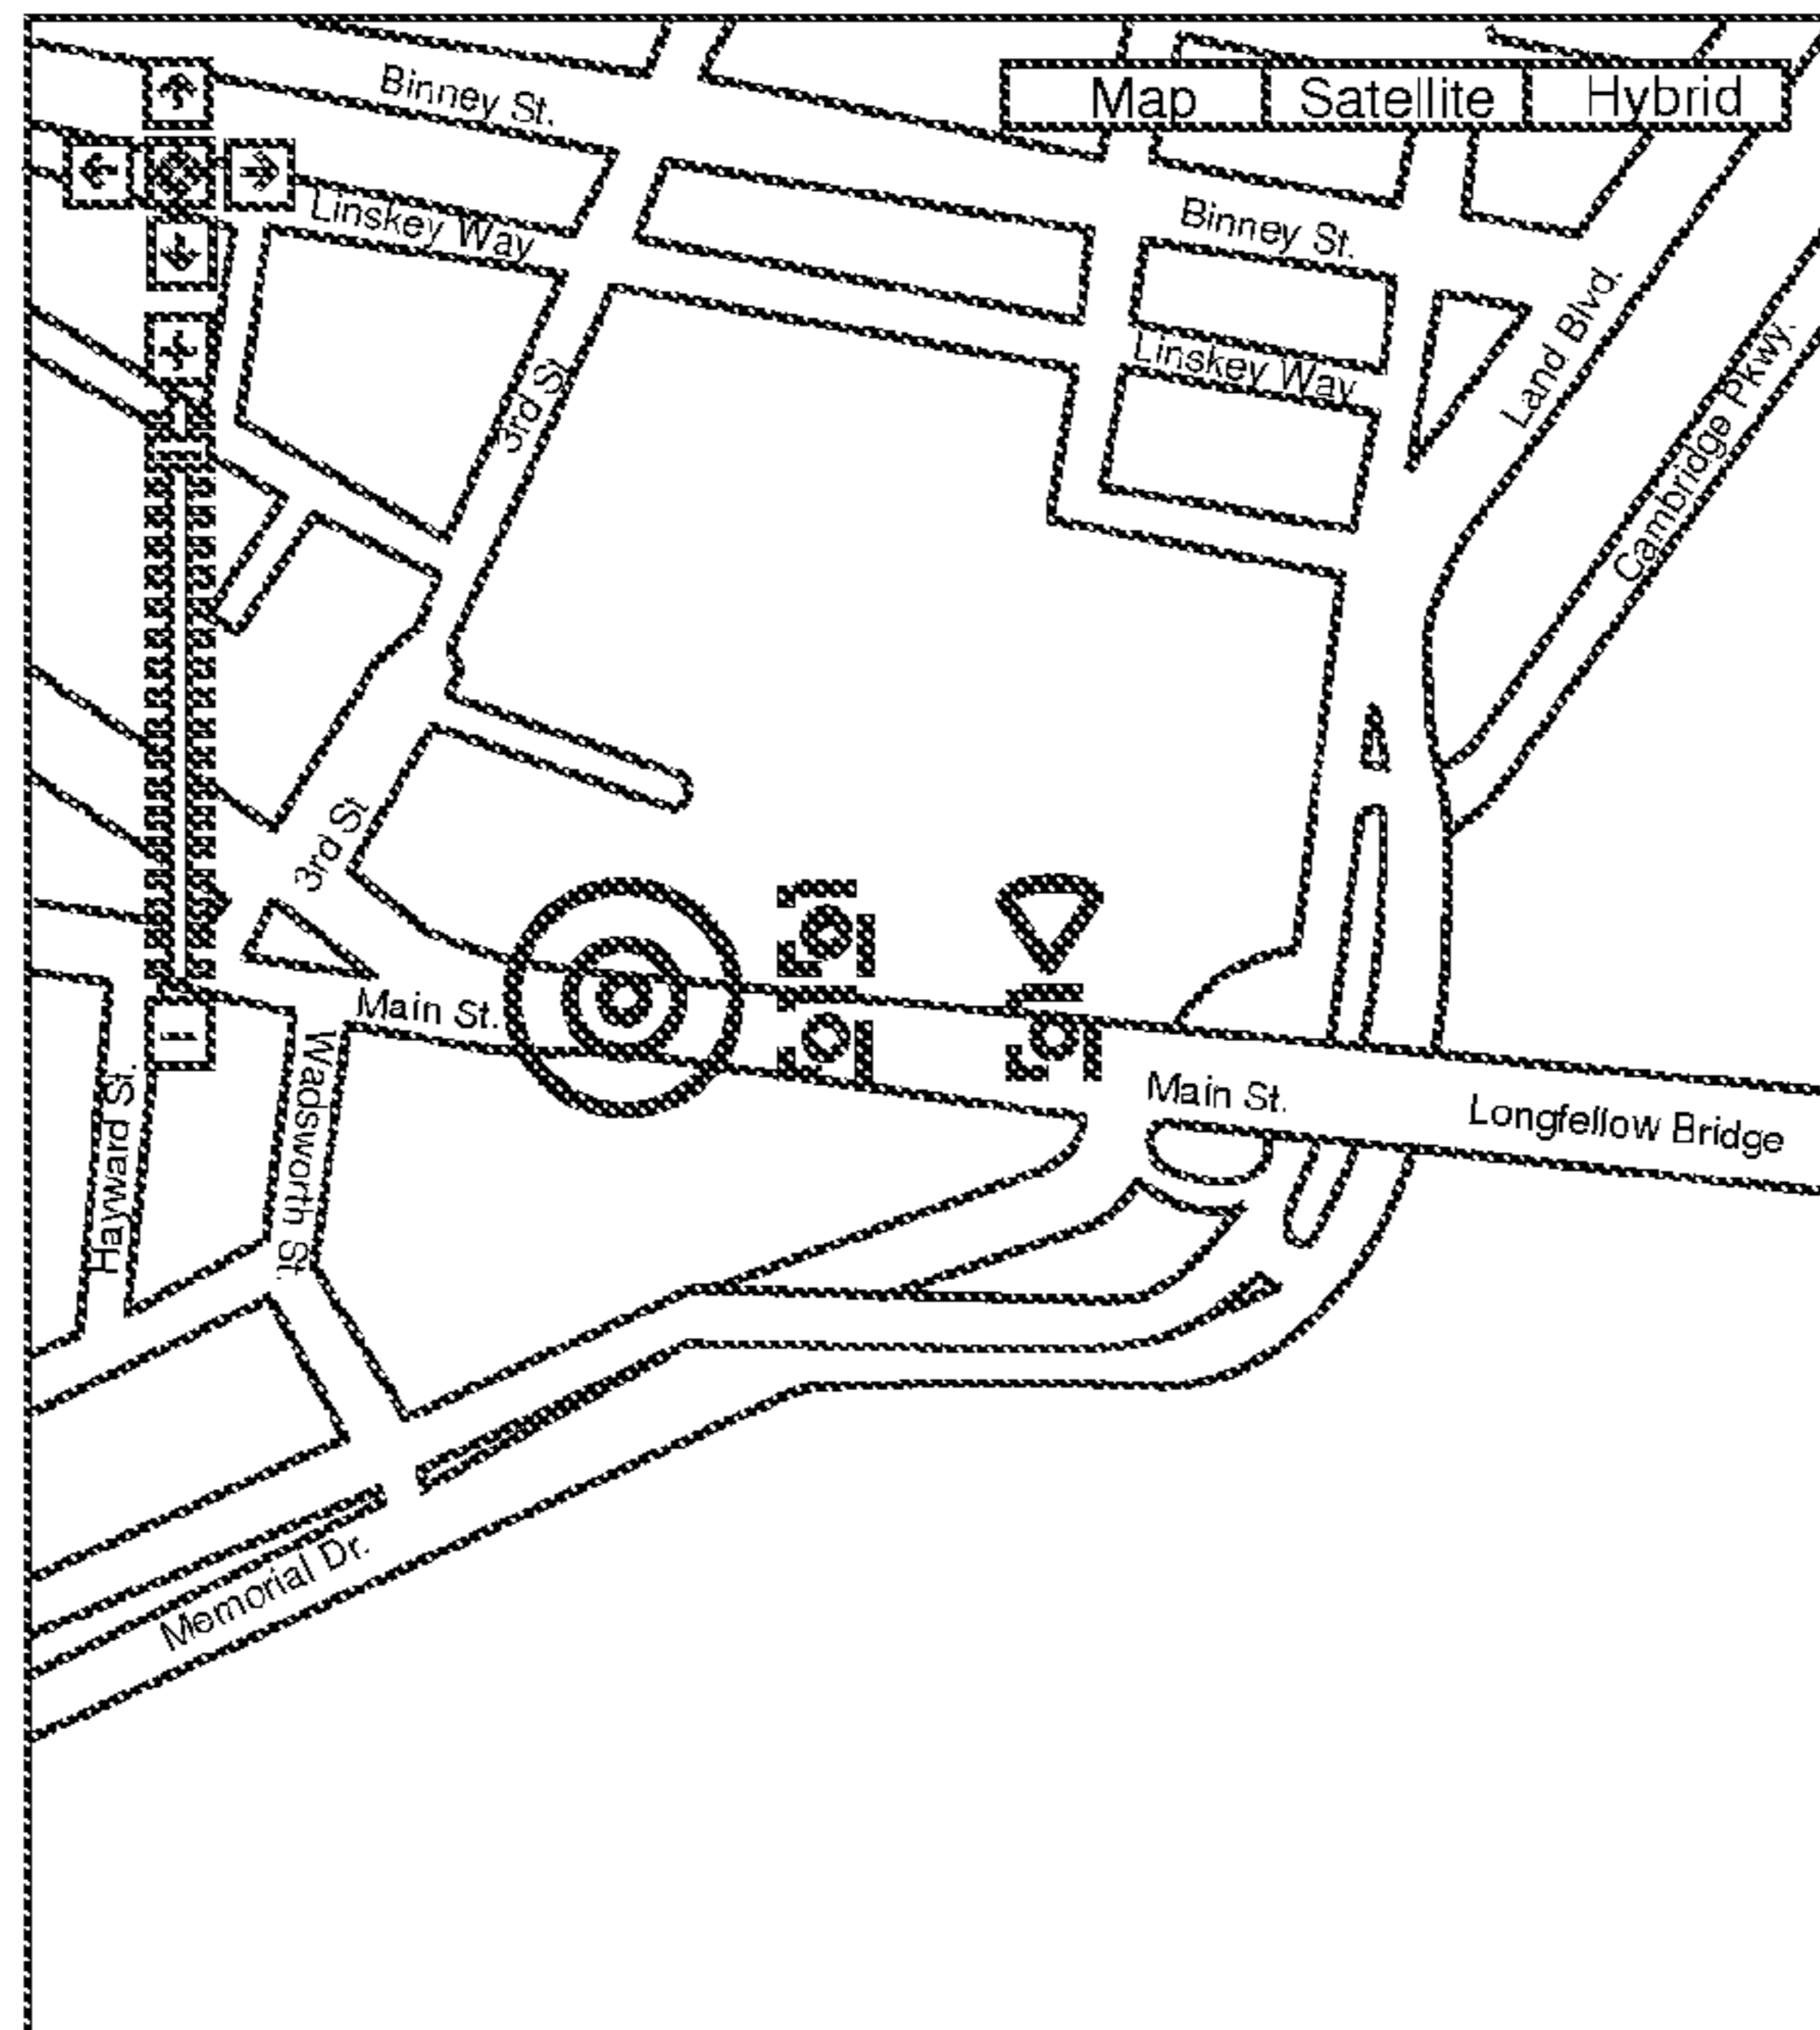 Binney St.
Map
Satellite
Hybrid
Linskey Way
Binney St.
Land Blvd.
Linskey Way
Cambridge Pkwy.
3rd St
3rd St
Main St.
Main St.
Longfellow Bridge
Hayward St.
Wadsworth St.
Memorial Dr.